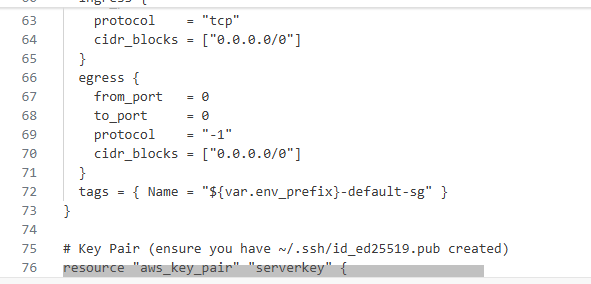 ingress {
63 protocol = "tcp"
64 cidr_blocks = ["0.0.0.0/0"]
65 }
66 egress {
67 from_port = 0
68 to_port = 0
69 protocol = "-1"
70 cidr_blocks = ["0.0.0.0/0"]
71 }
72 tags = { Name = "${var.env_prefix}-default-sg" }
73 }
74
75 # Key Pair (ensure you have ~/.ssh/id_ed25519.pub created)
76 resource "aws_key_pair" "serverkey" {